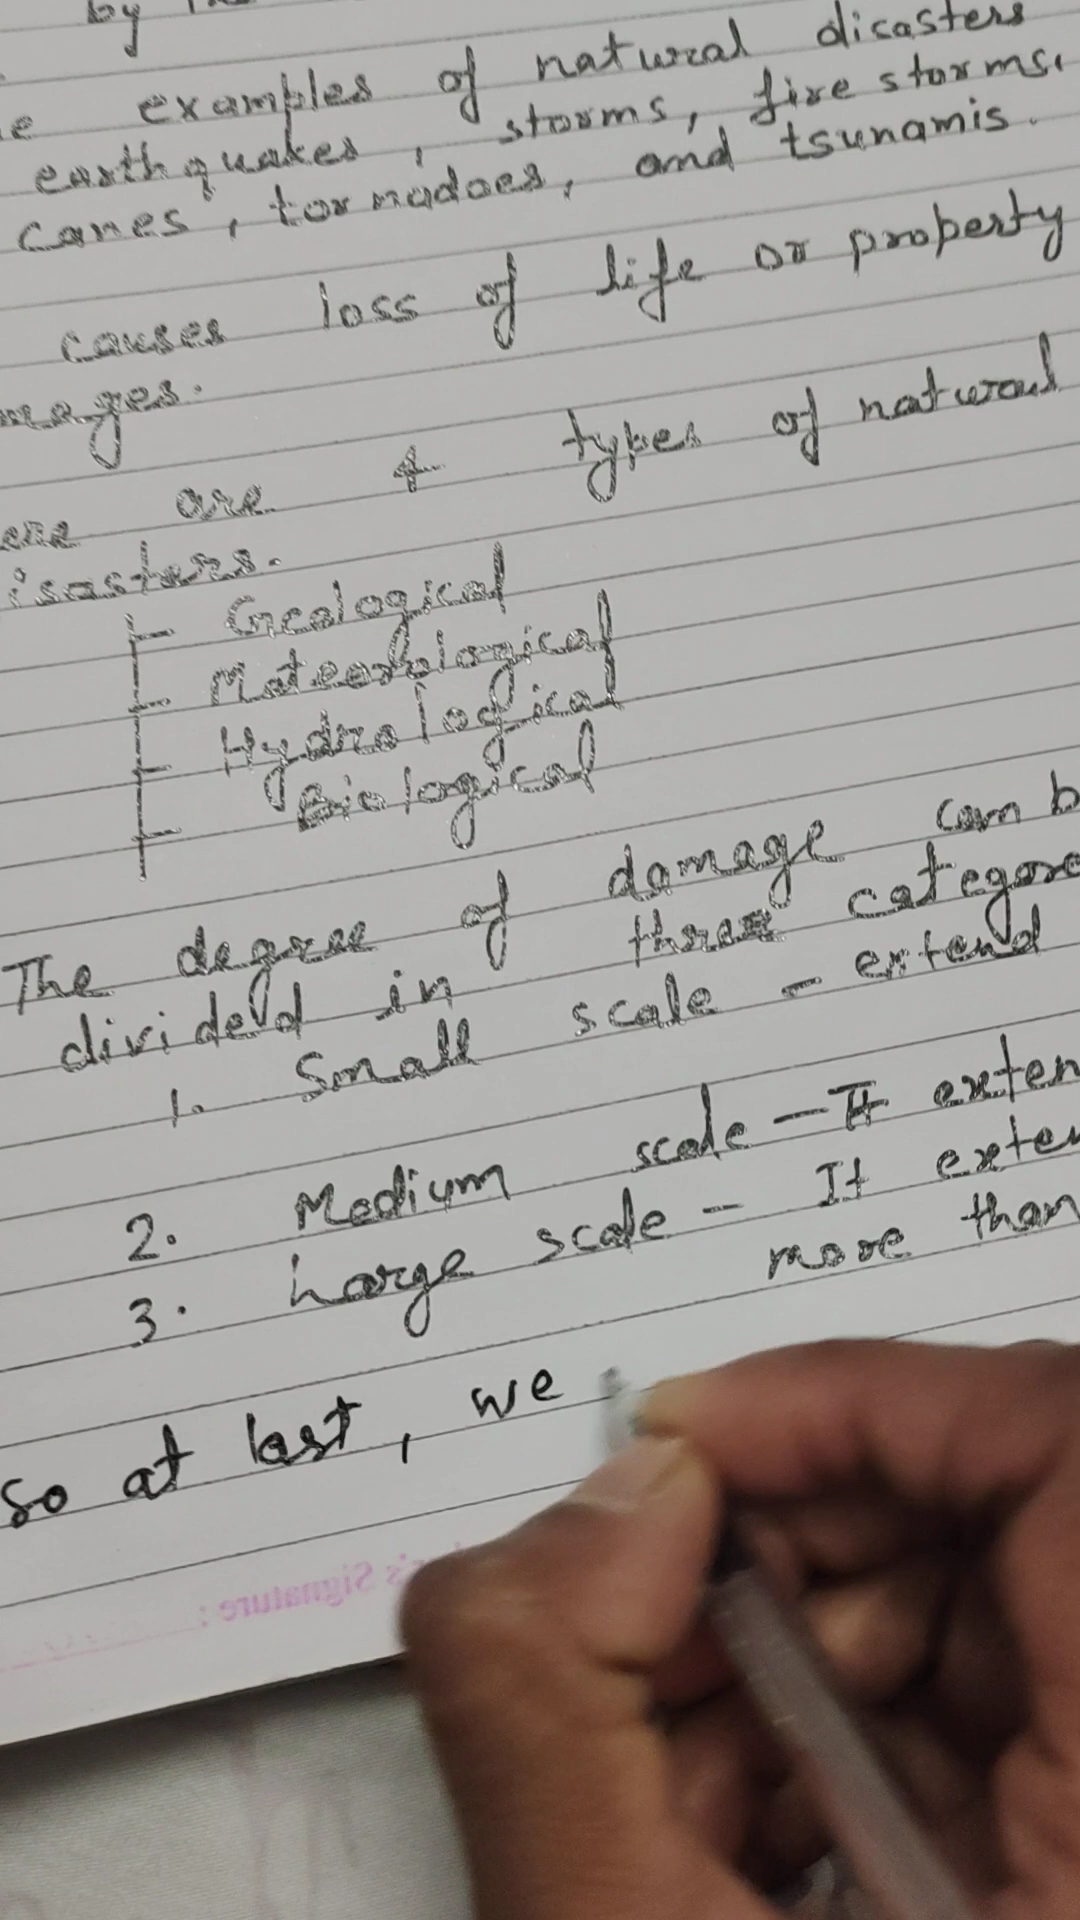 by
examples of natural disasters
earthquakes, storms, fire storms,
canes, tornadoes, and tsunamis.
causes loss of life or property
mages.
are 4 types of natural
isasters.
Geological
Mateorological
Hydrological
Biological
The degree of damage can b
divided in three categore
1. Small scale - extend
2. Medium scale - It exten
3. Large scale - It exten
more than
So at last, we
's Signature :